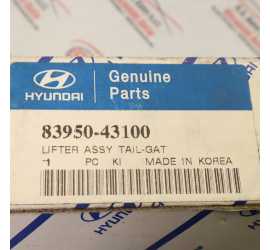 HYUNDAI
Genuine
Parts
83950-43100
LIFTER ASSY TAIL-GAT
1 PC KI MADE IN KOREA